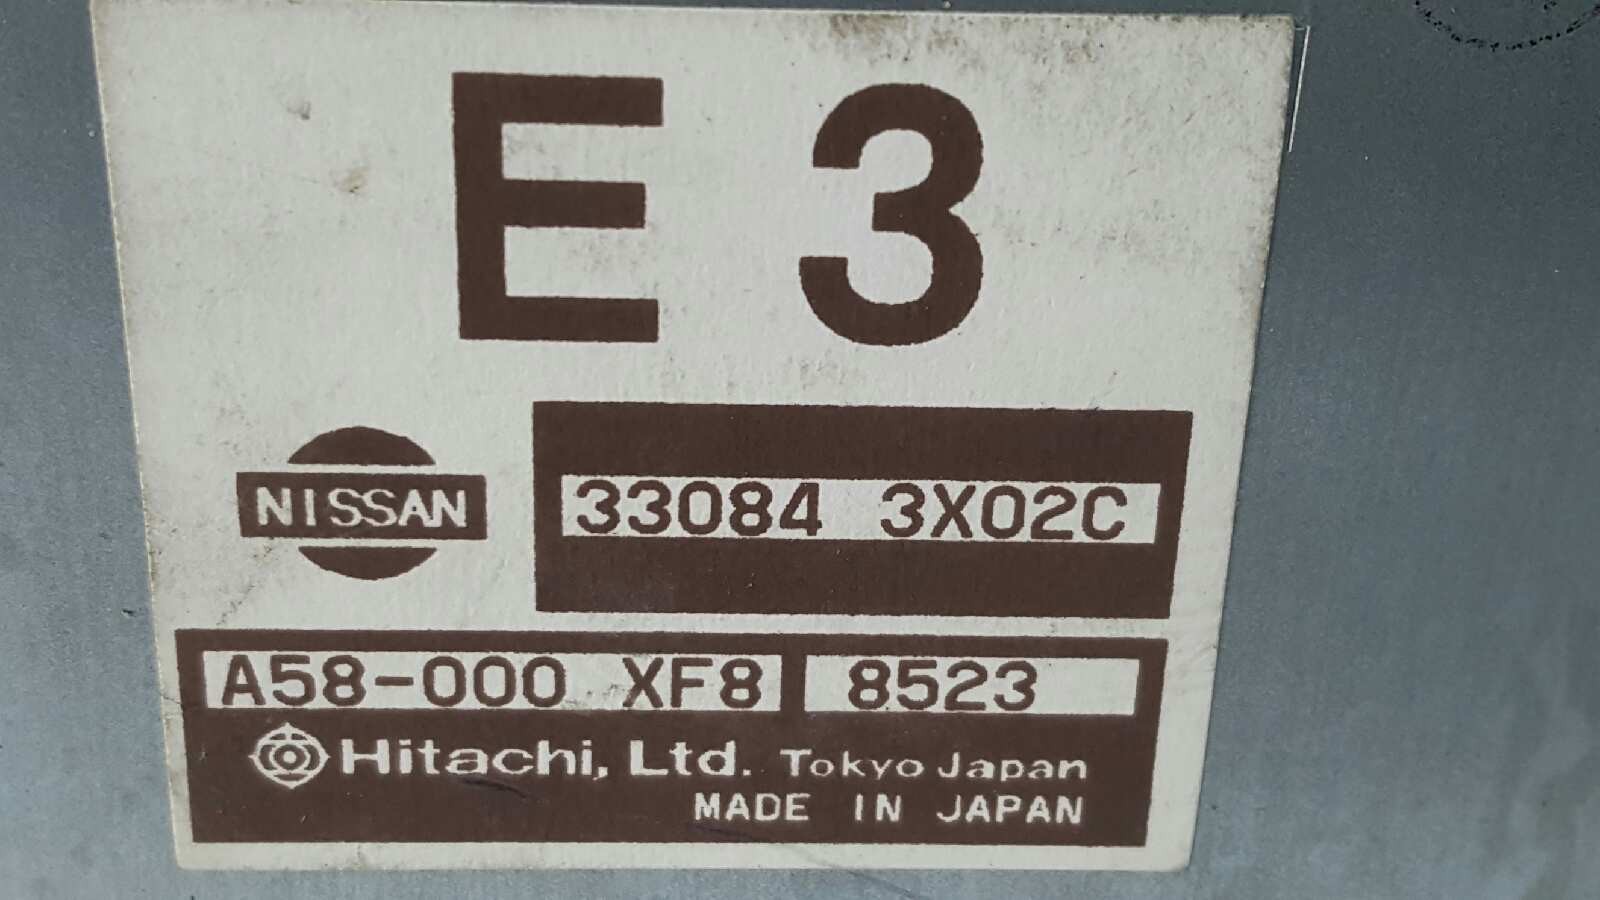 E 3
NISSAN
33084 3X02C
A58-000 XF8 8523
Hitachi, Ltd. Tokyo Japan
MADE IN JAPAN